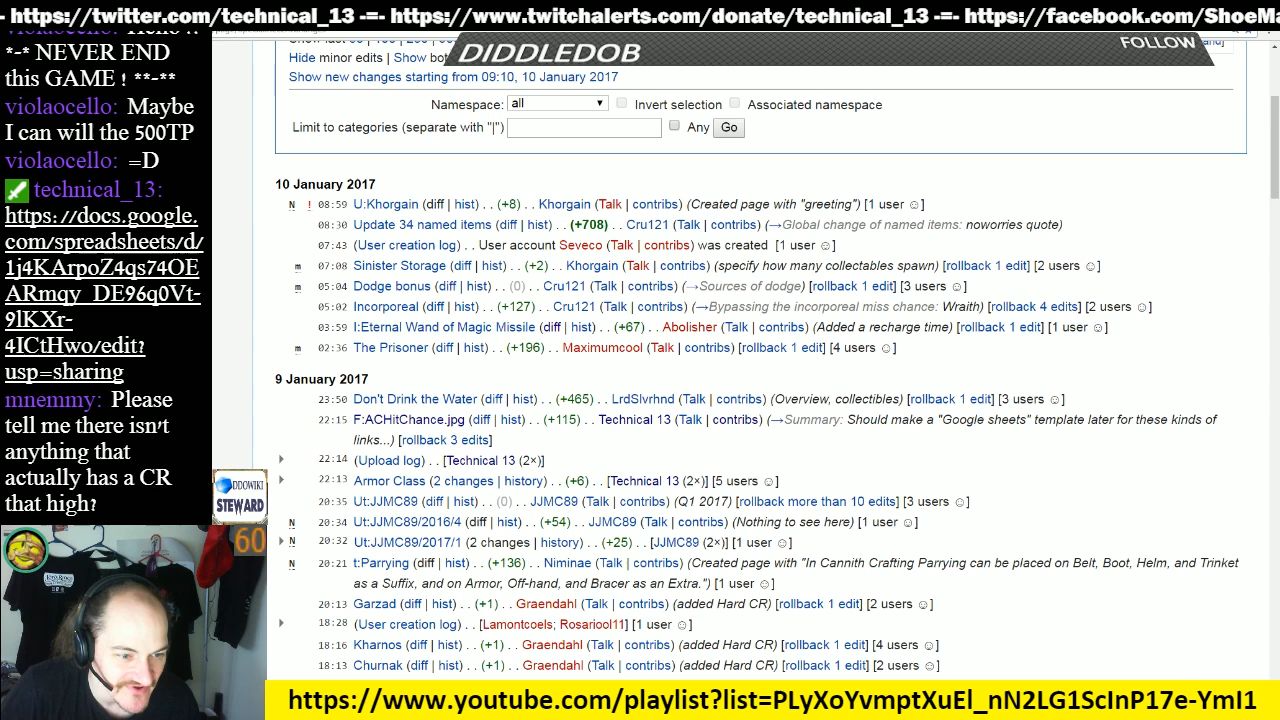 - https://twitter.com/technical_13 -=- https://www.twitchalerts.com/donate/technical_13 -=- https://facebook.com/ShoeMa
*-* NEVER END
this GAME ! **-**
violaocello: Maybe
I can will the 500TP
violaocello: =D
technical_13:
https://docs.google.
com/spreadsheets/d/
1j4KArpoZ4qs74OE
ARmqy_DE96q0Vt-
9lKXr-
4ICtHwo/edit?
usp=sharing
mnemmy: Please
tell me there isn't
anything that
actually has a CR
that high?
DDOWIKI
STEWARD
60
DIDDLEDOB
FOLLOW
Hide minor edits | Show bot
Show new changes starting from 09:10, 10 January 2017
Namespace: all Invert selection Associated namespace
Limit to categories (separate with "|") Any Go
10 January 2017
N ! 08:59 U:Khorgain (diff | hist) . . (+8) . . Khorgain (Talk | contribs) (Created page with "greeting") [1 user ☺]
08:30 Update 34 named items (diff | hist) . . (+708) . . Cru121 (Talk | contribs) (→Global change of named items: noworries quote)
07:43 (User creation log) . . User account Seveco (Talk | contribs) was created [1 user ☺]
m 07:08 Sinister Storage (diff | hist) . . (+2) . . Khorgain (Talk | contribs) (specify how many collectables spawn) [rollback 1 edit] [2 users ☺]
m 05:04 Dodge bonus (diff | hist) . . (0) . . Cru121 (Talk | contribs) (→Sources of dodge) [rollback 1 edit] [3 users ☺]
05:02 Incorporeal (diff | hist) . . (+127) . . Cru121 (Talk | contribs) (→Bypassing the incorporeal miss chance: Wraith) [rollback 4 edits] [2 users ☺]
03:59 I:Eternal Wand of Magic Missile (diff | hist) . . (+67) . . Abolisher (Talk | contribs) (Added a recharge time) [rollback 1 edit] [1 user ☺]
m 02:36 The Prisoner (diff | hist) . . (+196) . . Maximumcool (Talk | contribs) [rollback 1 edit] [4 users ☺]
9 January 2017
23:50 Don't Drink the Water (diff | hist) . . (+465) . . LrdSlvrhnd (Talk | contribs) (Overview, collectibles) [rollback 1 edit] [3 users ☺]
22:15 F:ACHitChance.jpg (diff | hist) . . (+115) . . Technical 13 (Talk | contribs) (→Summary: Should make a "Google sheets" template later for these kinds of
links...) [rollback 3 edits]
22:14 (Upload log) . . [Technical 13 (2×)]
22:13 Armor Class (2 changes | history) . . (+6) . . [Technical 13 (2×)] [5 users ☺]
20:35 Ut:JJMC89 (diff | hist) . . (0) . . JJMC89 (Talk | contribs) (Q1 2017) [rollback more than 10 edits] [3 users ☺]
N 20:34 Ut:JJMC89/2016/4 (diff | hist) . . (+54) . . JJMC89 (Talk | contribs) (Nothing to see here) [1 user ☺]
N 20:32 Ut:JJMC89/2017/1 (2 changes | history) . . (+25) . . [JJMC89 (2×)] [1 user ☺]
N 20:21 t:Parrying (diff | hist) . . (+136) . . Niminae (Talk | contribs) (Created page with "In Cannith Crafting Parrying can be placed on Belt, Boot, Helm, and Trinket
as a Suffix, and on Armor, Off-hand, and Bracer as an Extra.") [1 user ☺]
20:13 Garzad (diff | hist) . . (+1) . . Graendahl (Talk | contribs) (added Hard CR) [rollback 1 edit] [2 users ☺]
18:28 (User creation log) . . [Lamontcoels; Rosariool11] [1 user ☺]
18:16 Kharnos (diff | hist) . . (+1) . . Graendahl (Talk | contribs) (added Hard CR) [rollback 1 edit] [4 users ☺]
18:13 Churnak (diff | hist) . . (+1) . . Graendahl (Talk | contribs) (added Hard CR) [rollback 1 edit] [2 users ☺]
https://www.youtube.com/playlist?list=PLyXoYvmptXuEl_nN2LG1ScInP17e-YmI1